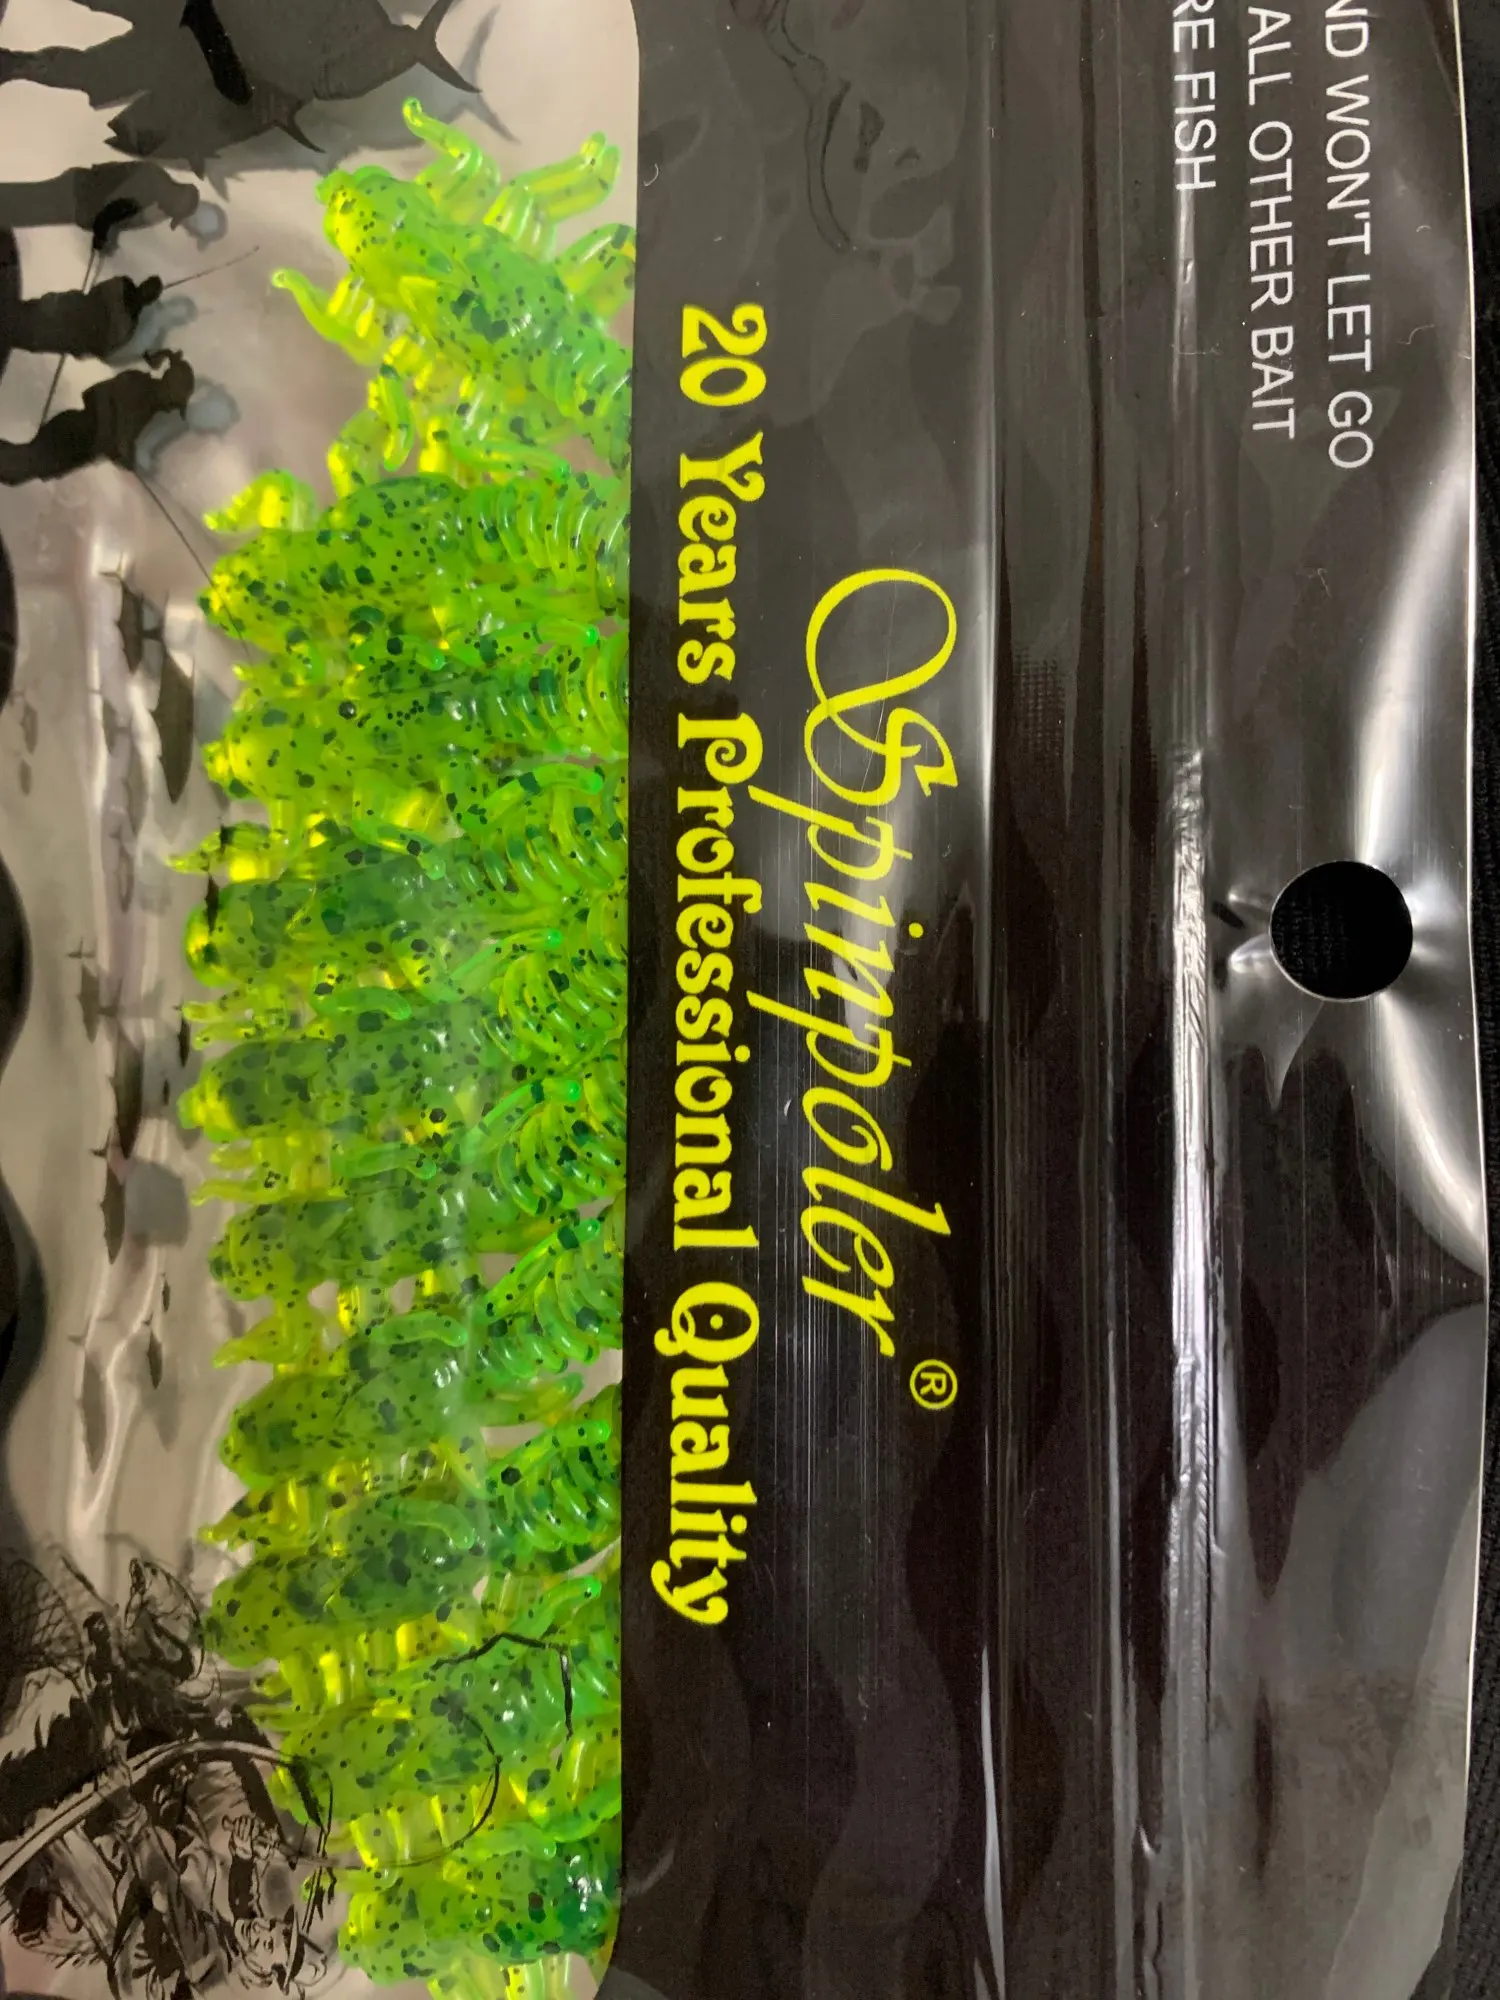 ND WON'T LET GO
ALL OTHER BAIT
RE FISH
Spinpoler®
20 Years Professional Quality